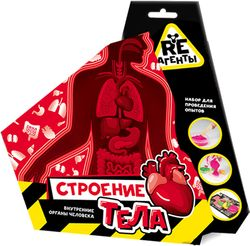 RE
АГЕНТЫ
НАБОР ДЛЯ
ПРОВЕДЕНИЯ
ОПЫТОВ
СТРОЕНИЕ
ТЕЛА
ВНУТРЕННИЕ
ОРГАНЫ ЧЕЛОВЕКА